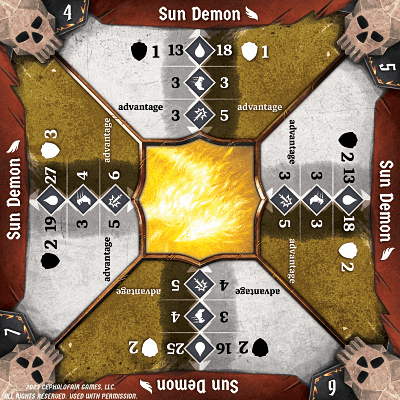 4
Sun Demon
1 13 18 1
3 3
advantage 3 5 advantage
5
Sun Demon
2 13 18 2
3 3
advantage 3 5 advantage
6
Sun Demon
2 16 25 2
4 3
advantage 4 5 advantage
7
Sun Demon
2 19 27 3
3 4
advantage 5 6 advantage
2023 CEPHALOFAIR GAMES, LLC.
ALL RIGHTS RESERVED. USED WITH PERMISSION.